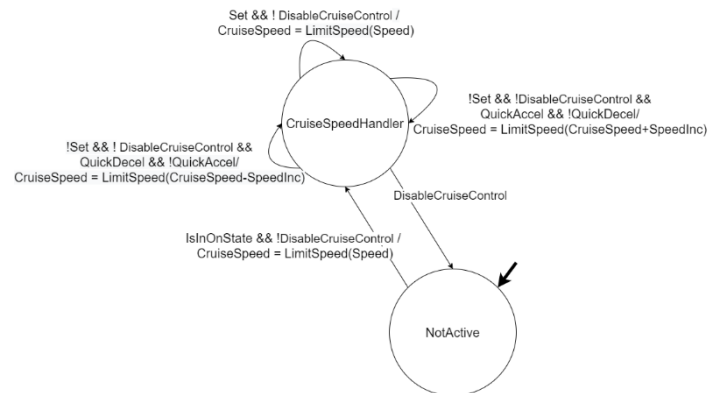 Set && ! DisableCruiseControl /
CruiseSpeed = LimitSpeed(Speed)
!Set && !DisableCruiseControl &&
QuickAccel && !QuickDecel/
CruiseSpeed = LimitSpeed(CruiseSpeed+SpeedInc)
CruiseSpeedHandler
!Set && ! DisableCruiseControl &&
QuickDecel && !QuickAccel/
CruiseSpeed = LimitSpeed(CruiseSpeed-SpeedInc)
DisableCruiseControl
IsInOnState && !DisableCruiseControl /
CruiseSpeed = LimitSpeed(Speed)
NotActive